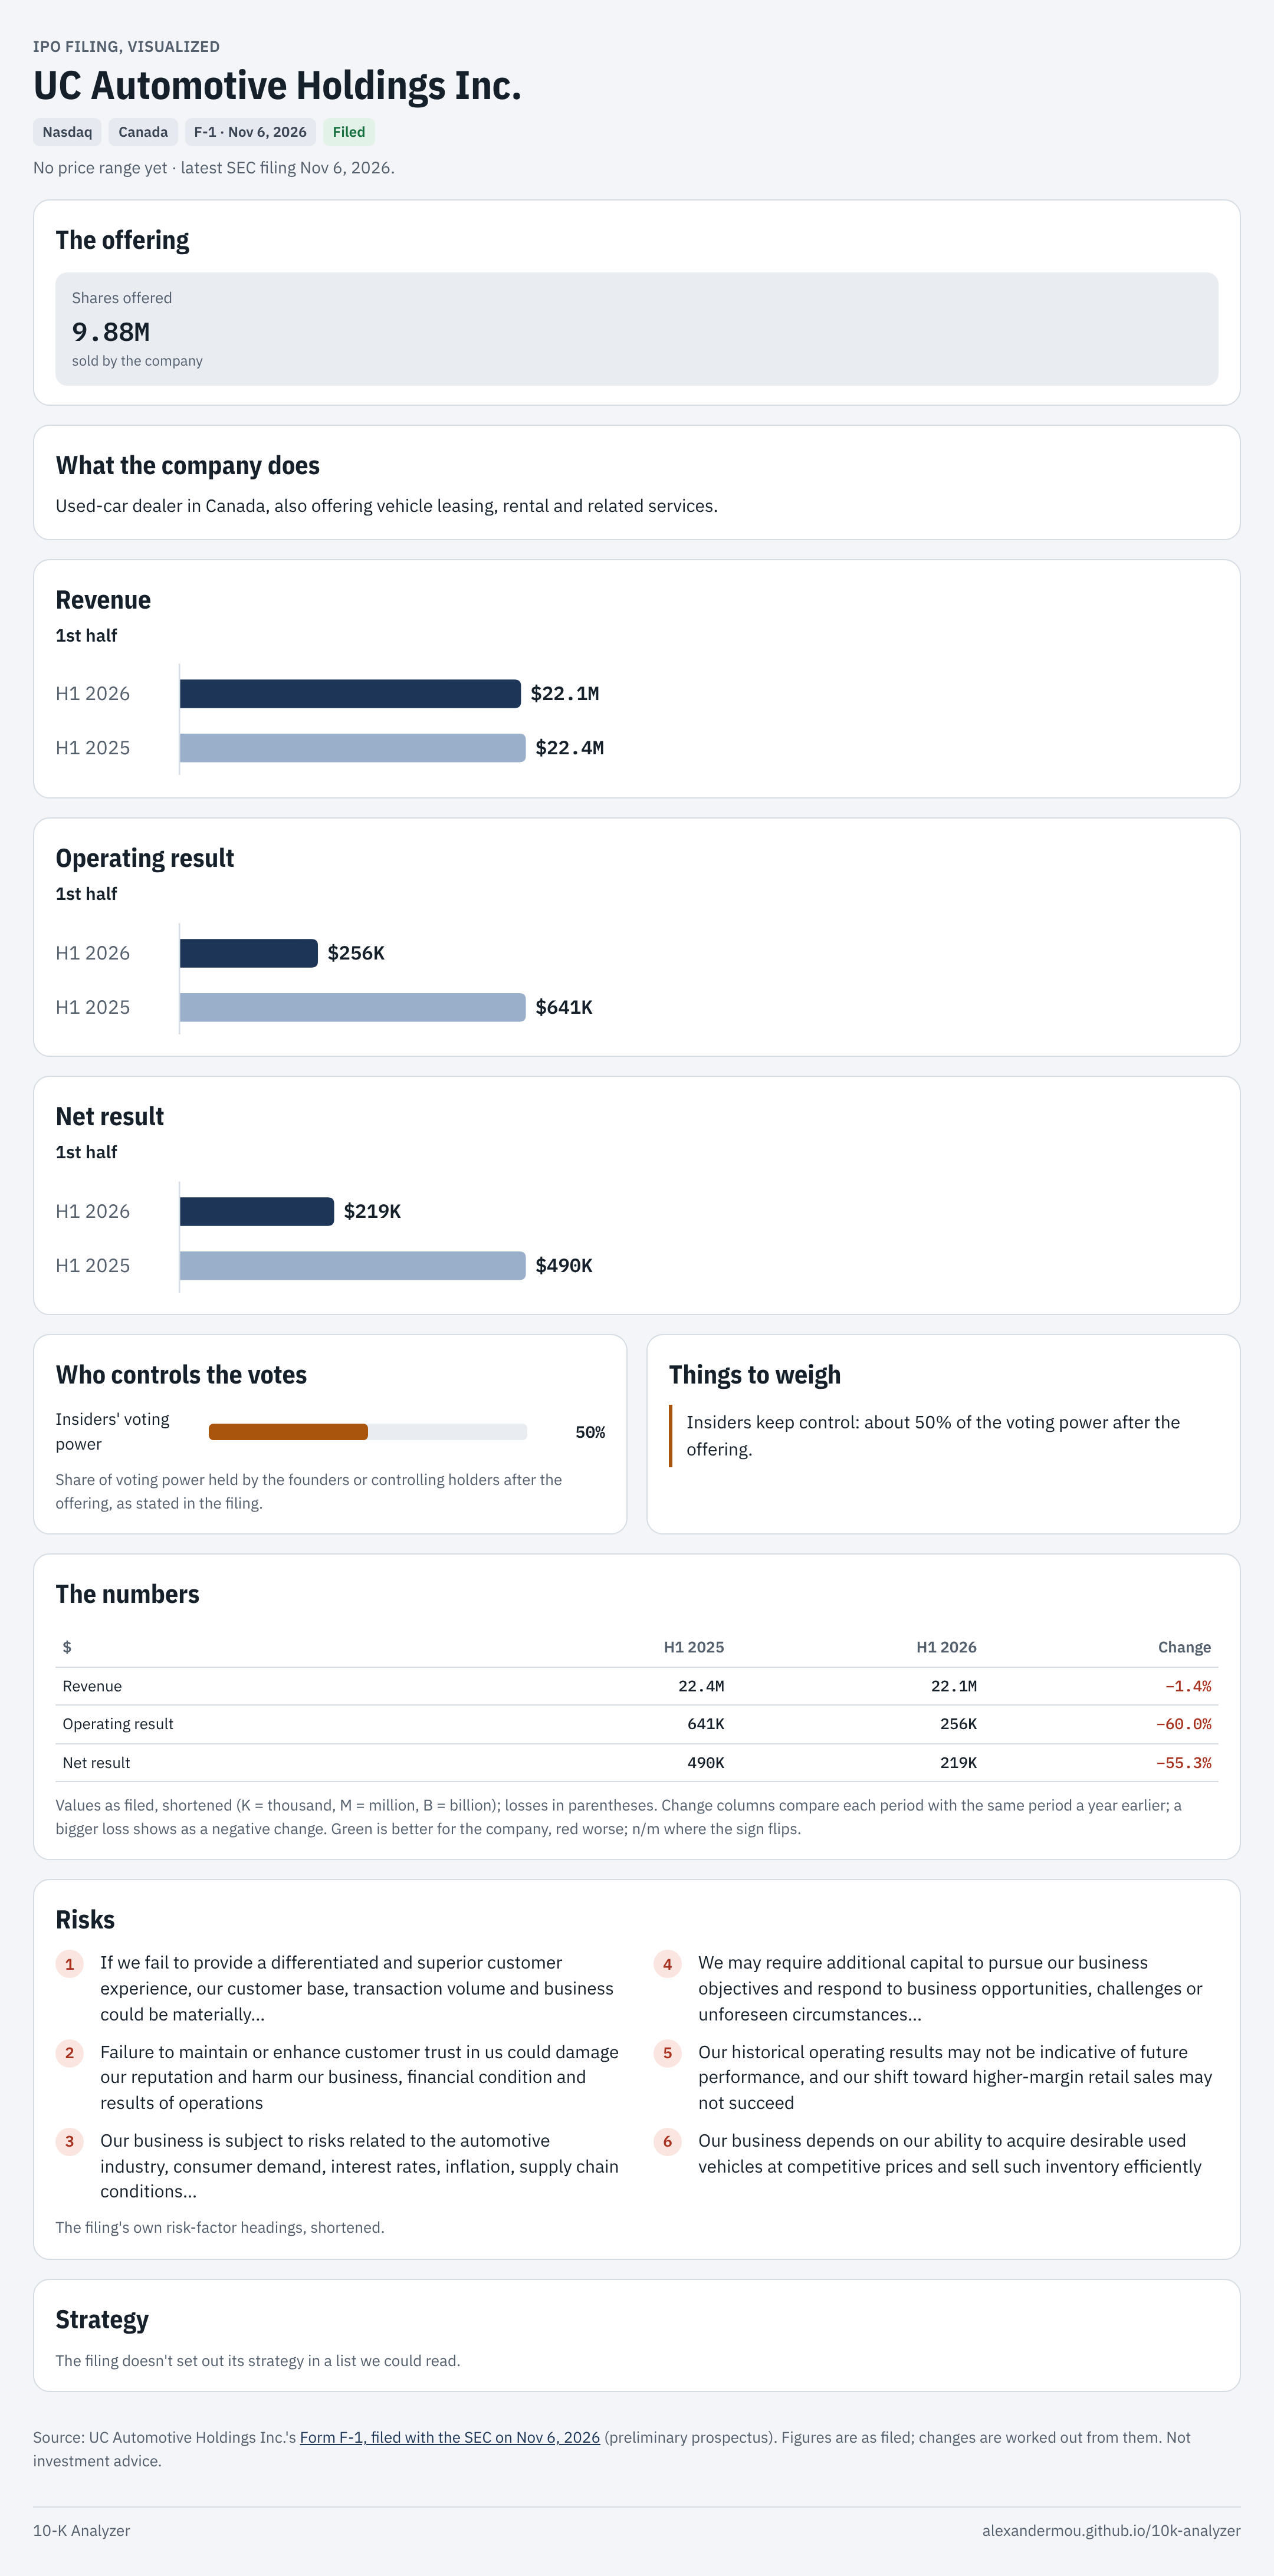 IPO FILING, VISUALIZED
UC Automotive Holdings Inc.
Nasdaq Canada F-1 · Nov 6, 2026 Filed
No price range yet · latest SEC filing Nov 6, 2026.
The offering
Shares offered
9.88M
sold by the company
What the company does
Used-car dealer in Canada, also offering vehicle leasing, rental and related services.
Revenue
1st half
H1 2026 $22.1M
H1 2025 $22.4M
Operating result
1st half
H1 2026 $256K
H1 2025 $641K
Net result
1st half
H1 2026 $219K
H1 2025 $490K
Who controls the votes
Insiders' voting
power
50%
Share of voting power held by the founders or controlling holders after the
offering, as stated in the filing.
Things to weigh
Insiders keep control: about 50% of the voting power after the
offering.
The numbers
$ H1 2025 H1 2026 Change
Revenue 22.4M 22.1M −1.4%
Operating result 641K 256K −60.0%
Net result 490K 219K −55.3%
Values as filed, shortened (K = thousand, M = million, B = billion); losses in parentheses. Change columns compare each period with the same period a year earlier; a
bigger loss shows as a negative change. Green is better for the company, red worse; n/m where the sign flips.
Risks
1 If we fail to provide a differentiated and superior customer
experience, our customer base, transaction volume and business
could be materially…
2 Failure to maintain or enhance customer trust in us could damage
our reputation and harm our business, financial condition and
results of operations
3 Our business is subject to risks related to the automotive
industry, consumer demand, interest rates, inflation, supply chain
conditions…
4 We may require additional capital to pursue our business
objectives and respond to business opportunities, challenges or
unforeseen circumstances…
5 Our historical operating results may not be indicative of future
performance, and our shift toward higher-margin retail sales may
not succeed
6 Our business depends on our ability to acquire desirable used
vehicles at competitive prices and sell such inventory efficiently
The filing's own risk-factor headings, shortened.
Strategy
The filing doesn't set out its strategy in a list we could read.
Source: UC Automotive Holdings Inc.'s Form F-1, filed with the SEC on Nov 6, 2026 (preliminary prospectus). Figures are as filed; changes are worked out from them. Not
investment advice.
10-K Analyzer alexandermou.github.io/10k-analyzer